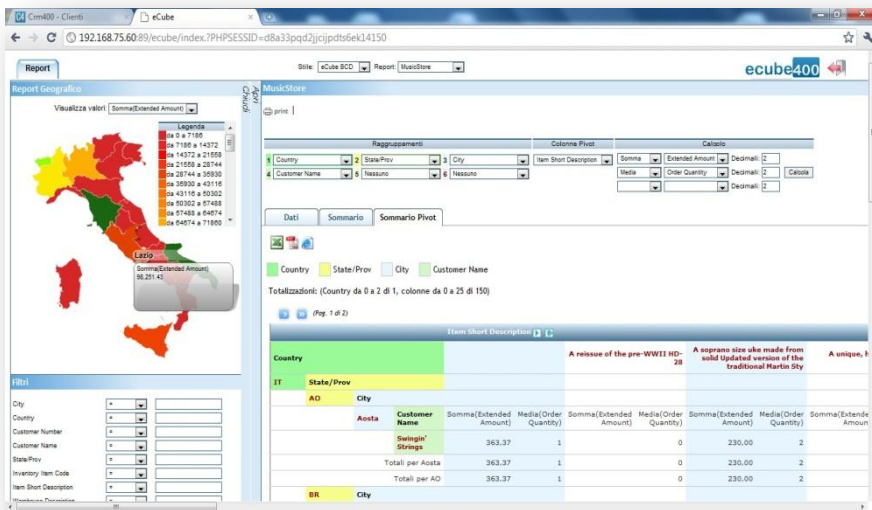 Crm400 - Clienti
eCube
192.168.75.60:89/ecube/index.?PHPSESSID=d8a33pqd2jjcijpdts6ek14150
Report
Stile: eCube BCD Report: MusicStore
ecube400
Report Geografico
Apri
Chiudi
MusicStore
Visualizza valori: Somma(Extended Amount)
print
Legenda
da 0 a 7186
da 7186 a 14372
da 14372 a 21558
da 21558 a 28744
da 28744 a 35930
da 35930 a 43116
da 43116 a 50302
da 50302 a 57488
da 57488 a 64674
da 64674 a 71860
Lazio
Somma(Extended Amount)
98.251,43
Raggruppamenti Colonne Pivot Calcolo
1 Country 2 State/Prov 3 City Item Short Description Somma Extended Amount Decimali: 2
4 Customer Name 5 Nessuno 6 Nessuno Media Order Quantity Decimali: 2 Calcola
Decimali: 2
Dati Sommario Sommario Pivot
Country State/Prov City Customer Name
Totalizzazioni: (Country da 0 a 2 di 1, colonne da 0 a 25 di 150)
(Pag. 1 di 2)
Item Short Description
Country A reissue of the pre-WWII HD-28 A soprano size uke made from solid Updated version of the traditional Martin Sty A unique, h
IT State/Prov
AO City
Aosta Customer Name Somma(Extended Amount) Media(Order Quantity) Somma(Extended Amount) Media(Order Quantity) Somma(Extended Amount) Media(Order Quantity) Somma(Extende Amoun
Swingin' Strings 363,37 1 0 230,00 2
Totali per Aosta 363,37 1 0 230,00 2
Totali per AO 363,37 1 0 230,00 2
BR City
Filtri
City =
Country =
Customer Number =
Customer Name =
State/Prov =
Inventory Item Code =
Item Short Description =
Warehouse Description